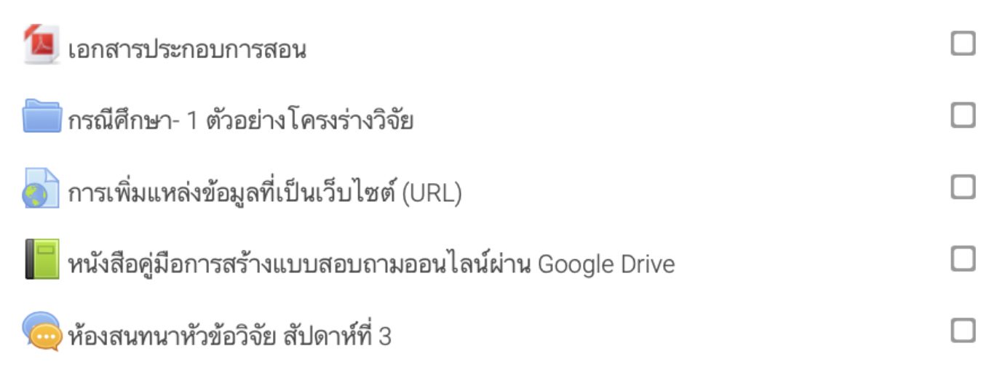 เอกสารประกอบการสอน
กรณีศึกษา- 1 ตัวอย่างโครงร่างวิจัย
การเพิ่มแหล่งข้อมูลที่เป็นเว็บไซต์ (URL)
หนังสือคู่มือการสร้างแบบสอบถามออนไลน์ผ่าน Google Drive
ห้องสนทนาหัวข้อวิจัย สัปดาห์ที่ 3